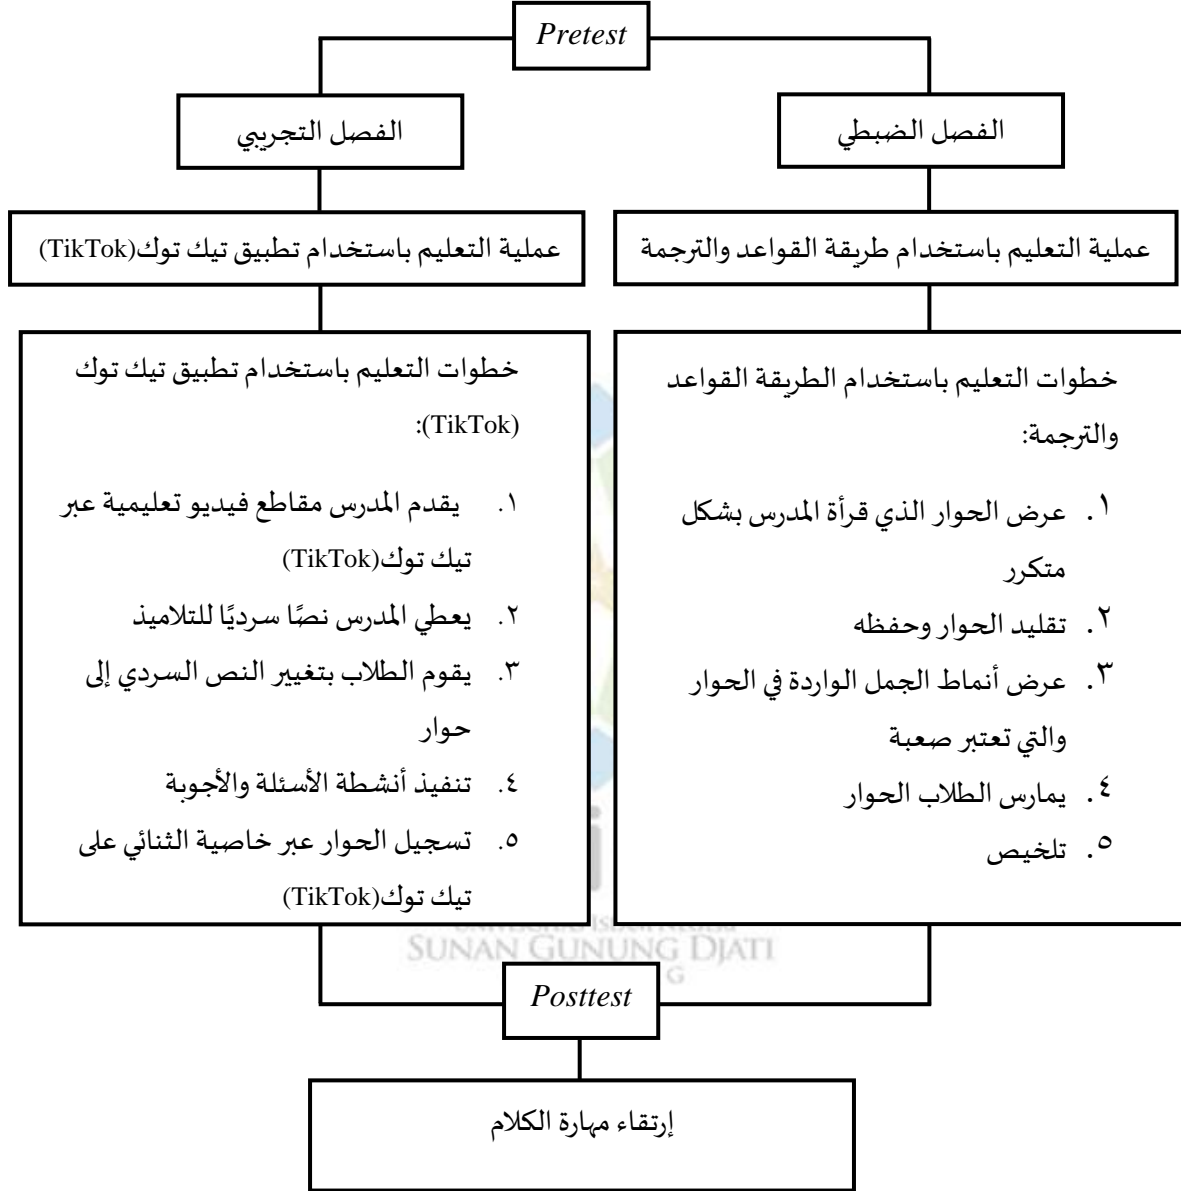 Pretest
الفصل الضبطي
الفصل التجريبي
عملية التعليم باستخدام طريقة القواعد والترجمة
عملية التعليم باستخدام تطبيق تيك توك(TikTok)
خطوات التعليم باستخدام الطريقة القواعد
والترجمة:
١. عرض الحوار الذي قرأة المدرس بشكل
متكرر
٢. تقليد الحوار وحفظه
٣. عرض أنماط الجمل الواردة في الحوار
والتي تعتبر صعبة
٤. يمارس الطلاب الحوار
٥. تلخيص
خطوات التعليم باستخدام تطبيق تيك توك
(TikTok):
١. يقدم المدرس مقاطع فيديو تعليمية عبر
تيك توك(TikTok)
٢. يعطي المدرس نصًا سرديًا للتلاميذ
٣. يقوم الطلاب بتغيير النص السردي إلى
حوار
٤. تنفيذ أنشطة الأسئلة والأجوبة
٥. تسجيل الحوار عبر خاصية الثنائي على
تيك توك(TikTok)
SUNAN GUNUNG DJATI
Posttest
إرتقاء مهارة الكلام